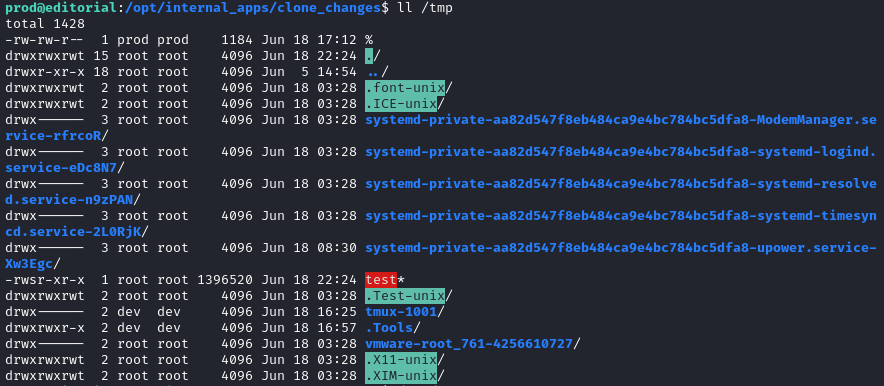 prod@editorial:/opt/internal_apps/clone_changes$ ll /tmp
total 1428
-rw-rw-r--  1 prod prod    1184 Jun 18 17:12 %
drwxrwxrwt 15 root root    4096 Jun 18 22:24 ./
drwxr-xr-x 18 root root    4096 Jun  5 14:54 ../
drwxrwxrwt  2 root root    4096 Jun 18 03:28 .font-unix/
drwxrwxrwt  2 root root    4096 Jun 18 03:28 .ICE-unix/
drwx------  3 root root    4096 Jun 18 03:28 systemd-private-aa82d547f8eb484ca9e4bc784bc5dfa8-ModemManager.se
rvice-rfrcoR/
drwx------  3 root root    4096 Jun 18 03:28 systemd-private-aa82d547f8eb484ca9e4bc784bc5dfa8-systemd-logind.
service-eDc8N7/
drwx------  3 root root    4096 Jun 18 03:28 systemd-private-aa82d547f8eb484ca9e4bc784bc5dfa8-systemd-resolve
d.service-n9zPAN/
drwx------  3 root root    4096 Jun 18 03:28 systemd-private-aa82d547f8eb484ca9e4bc784bc5dfa8-systemd-timesyn
cd.service-2L0RjK/
drwx------  3 root root    4096 Jun 18 08:30 systemd-private-aa82d547f8eb484ca9e4bc784bc5dfa8-upower.service-
Xw3Egc/
-rwsr-xr-x  1 root root 1396520 Jun 18 22:24 test*
drwxrwxrwt  2 root root    4096 Jun 18 03:28 .Test-unix/
drwx------  2 dev  dev     4096 Jun 18 16:25 tmux-1001/
drwxrwxr-x  2 dev  dev     4096 Jun 18 16:57 .Tools/
drwx------  2 root root    4096 Jun 18 03:28 vmware-root_761-4256610727/
drwxrwxrwt  2 root root    4096 Jun 18 03:28 .X11-unix/
drwxrwxrwt  2 root root    4096 Jun 18 03:28 .XIM-unix/